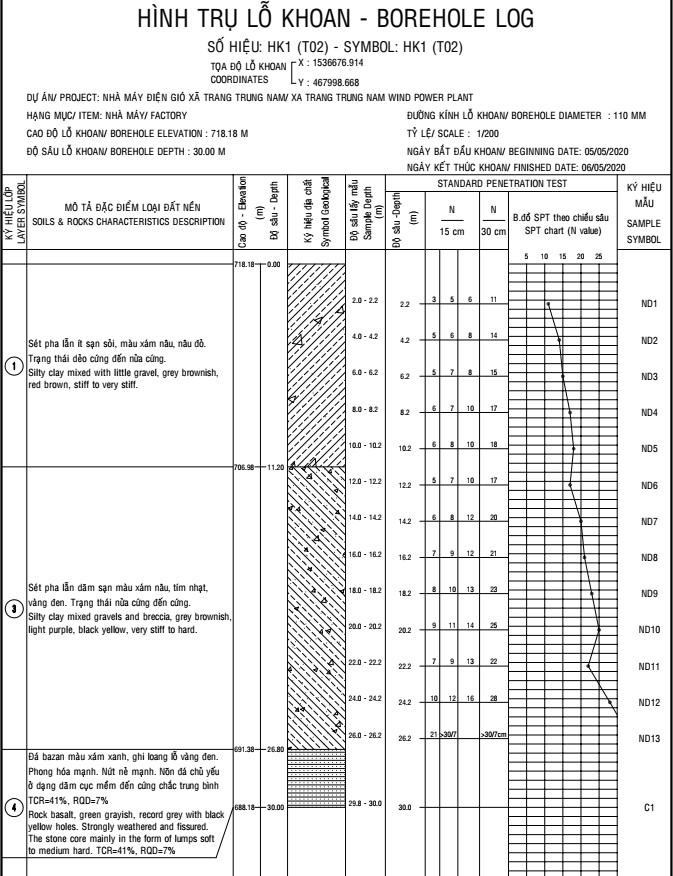 HÌNH TRỤ LỖ KHOAN - BOREHOLE LOG
SỐ HIỆU: HK1 (T02) - SYMBOL: HK1 (T02)
TỌA ĐỘ LỖ KHOAN X : 1536676.914
COORDINATES Y : 467998.668
DỰ ÁN/ PROJECT: NHÀ MÁY ĐIỆN GIÓ XÃ TRANG TRUNG NAM/ XA TRANG TRUNG NAM WIND POWER PLANT
HẠNG MỤC/ ITEM: NHÀ MÁY/ FACTORY
ĐƯỜNG KÍNH LỖ KHOAN/ BOREHOLE DIAMETER : 110 MM
CAO ĐỘ LỖ KHOAN/ BOREHOLE ELEVATION : 718.18 M
TỶ LỆ/ SCALE : 1/200
ĐỘ SÂU LỖ KHOAN/ BOREHOLE DEPTH : 30.00 M
NGÀY BẮT ĐẦU KHOAN/ BEGINNING DATE: 05/05/2020
NGÀY KẾT THÚC KHOAN/ FINISHED DATE: 06/05/2020
KÝ HIỆU LỚP
LAYER SYMBOL
MÔ TẢ ĐẶC ĐIỂM LOẠI ĐẤT NỀN
SOILS & ROCKS CHARACTERISTICS DESCRIPTION
Cao độ - Elevation
(m)
Độ sâu - Depth
Ký hiệu địa chất
Symbol Geological
Độ sâu lấy mẫu
Sample Depth
(m)
Độ sâu -Depth
(m)
STANDARD PENETRATION TEST
N
15 cm
N
30 cm
B.đồ SPT theo chiều sâu
SPT chart (N value)
5 10 15 20 25
KÝ HIỆU
MẪU
SAMPLE
SYMBOL
718.18 0.00
2.0 - 2.2 2.2 3 5 6 11 ND1
4.0 - 4.2 4.2 5 6 8 14 ND2
1
Sét pha lẫn ít sạn sỏi, màu xám nâu, nâu đỏ.
Trạng thái dẻo cứng đến nửa cứng.
Silty clay mixed with little gravel, grey brownish,
red brown, stiff to very stiff.
6.0 - 6.2 6.2 5 7 8 15 ND3
8.0 - 8.2 8.2 6 7 10 17 ND4
10.0 - 10.2 10.2 6 8 10 18 ND5
706.98 11.20
12.0 - 12.2 12.2 5 7 10 17 ND6
14.0 - 14.2 14.2 6 8 12 20 ND7
16.0 - 16.2 16.2 7 9 12 21 ND8
3
Sét pha lẫn dăm sạn màu xám nâu, tím nhạt,
vàng đen. Trạng thái nửa cứng đến cứng.
Silty clay mixed gravels and breccia, grey brownish,
light purple, black yellow, very stiff to hard.
18.0 - 18.2 18.2 8 10 13 23 ND9
20.0 - 20.2 20.2 9 11 14 25 ND10
22.0 - 22.2 22.2 7 9 13 22 ND11
24.0 - 24.2 24.2 10 12 16 28 ND12
26.0 - 26.2 26.2 21 >30/7 >30/7cm ND13
691.38 26.80
4
Đá bazan màu xám xanh, ghi loang lỗ vàng đen.
Phong hóa mạnh. Nứt nẻ mạnh. Nõn đá chủ yếu
ở dạng dăm cục mềm đến cứng chắc trung bình
TCR=41%, RQD=7%
Rock basalt, green grayish, record grey with black
yellow holes. Strongly weathered and fissured.
The stone core mainly in the form of lumps soft
to medium hard. TCR=41%, RQD=7%
688.18 30.00
29.8 - 30.0 30.0 C1